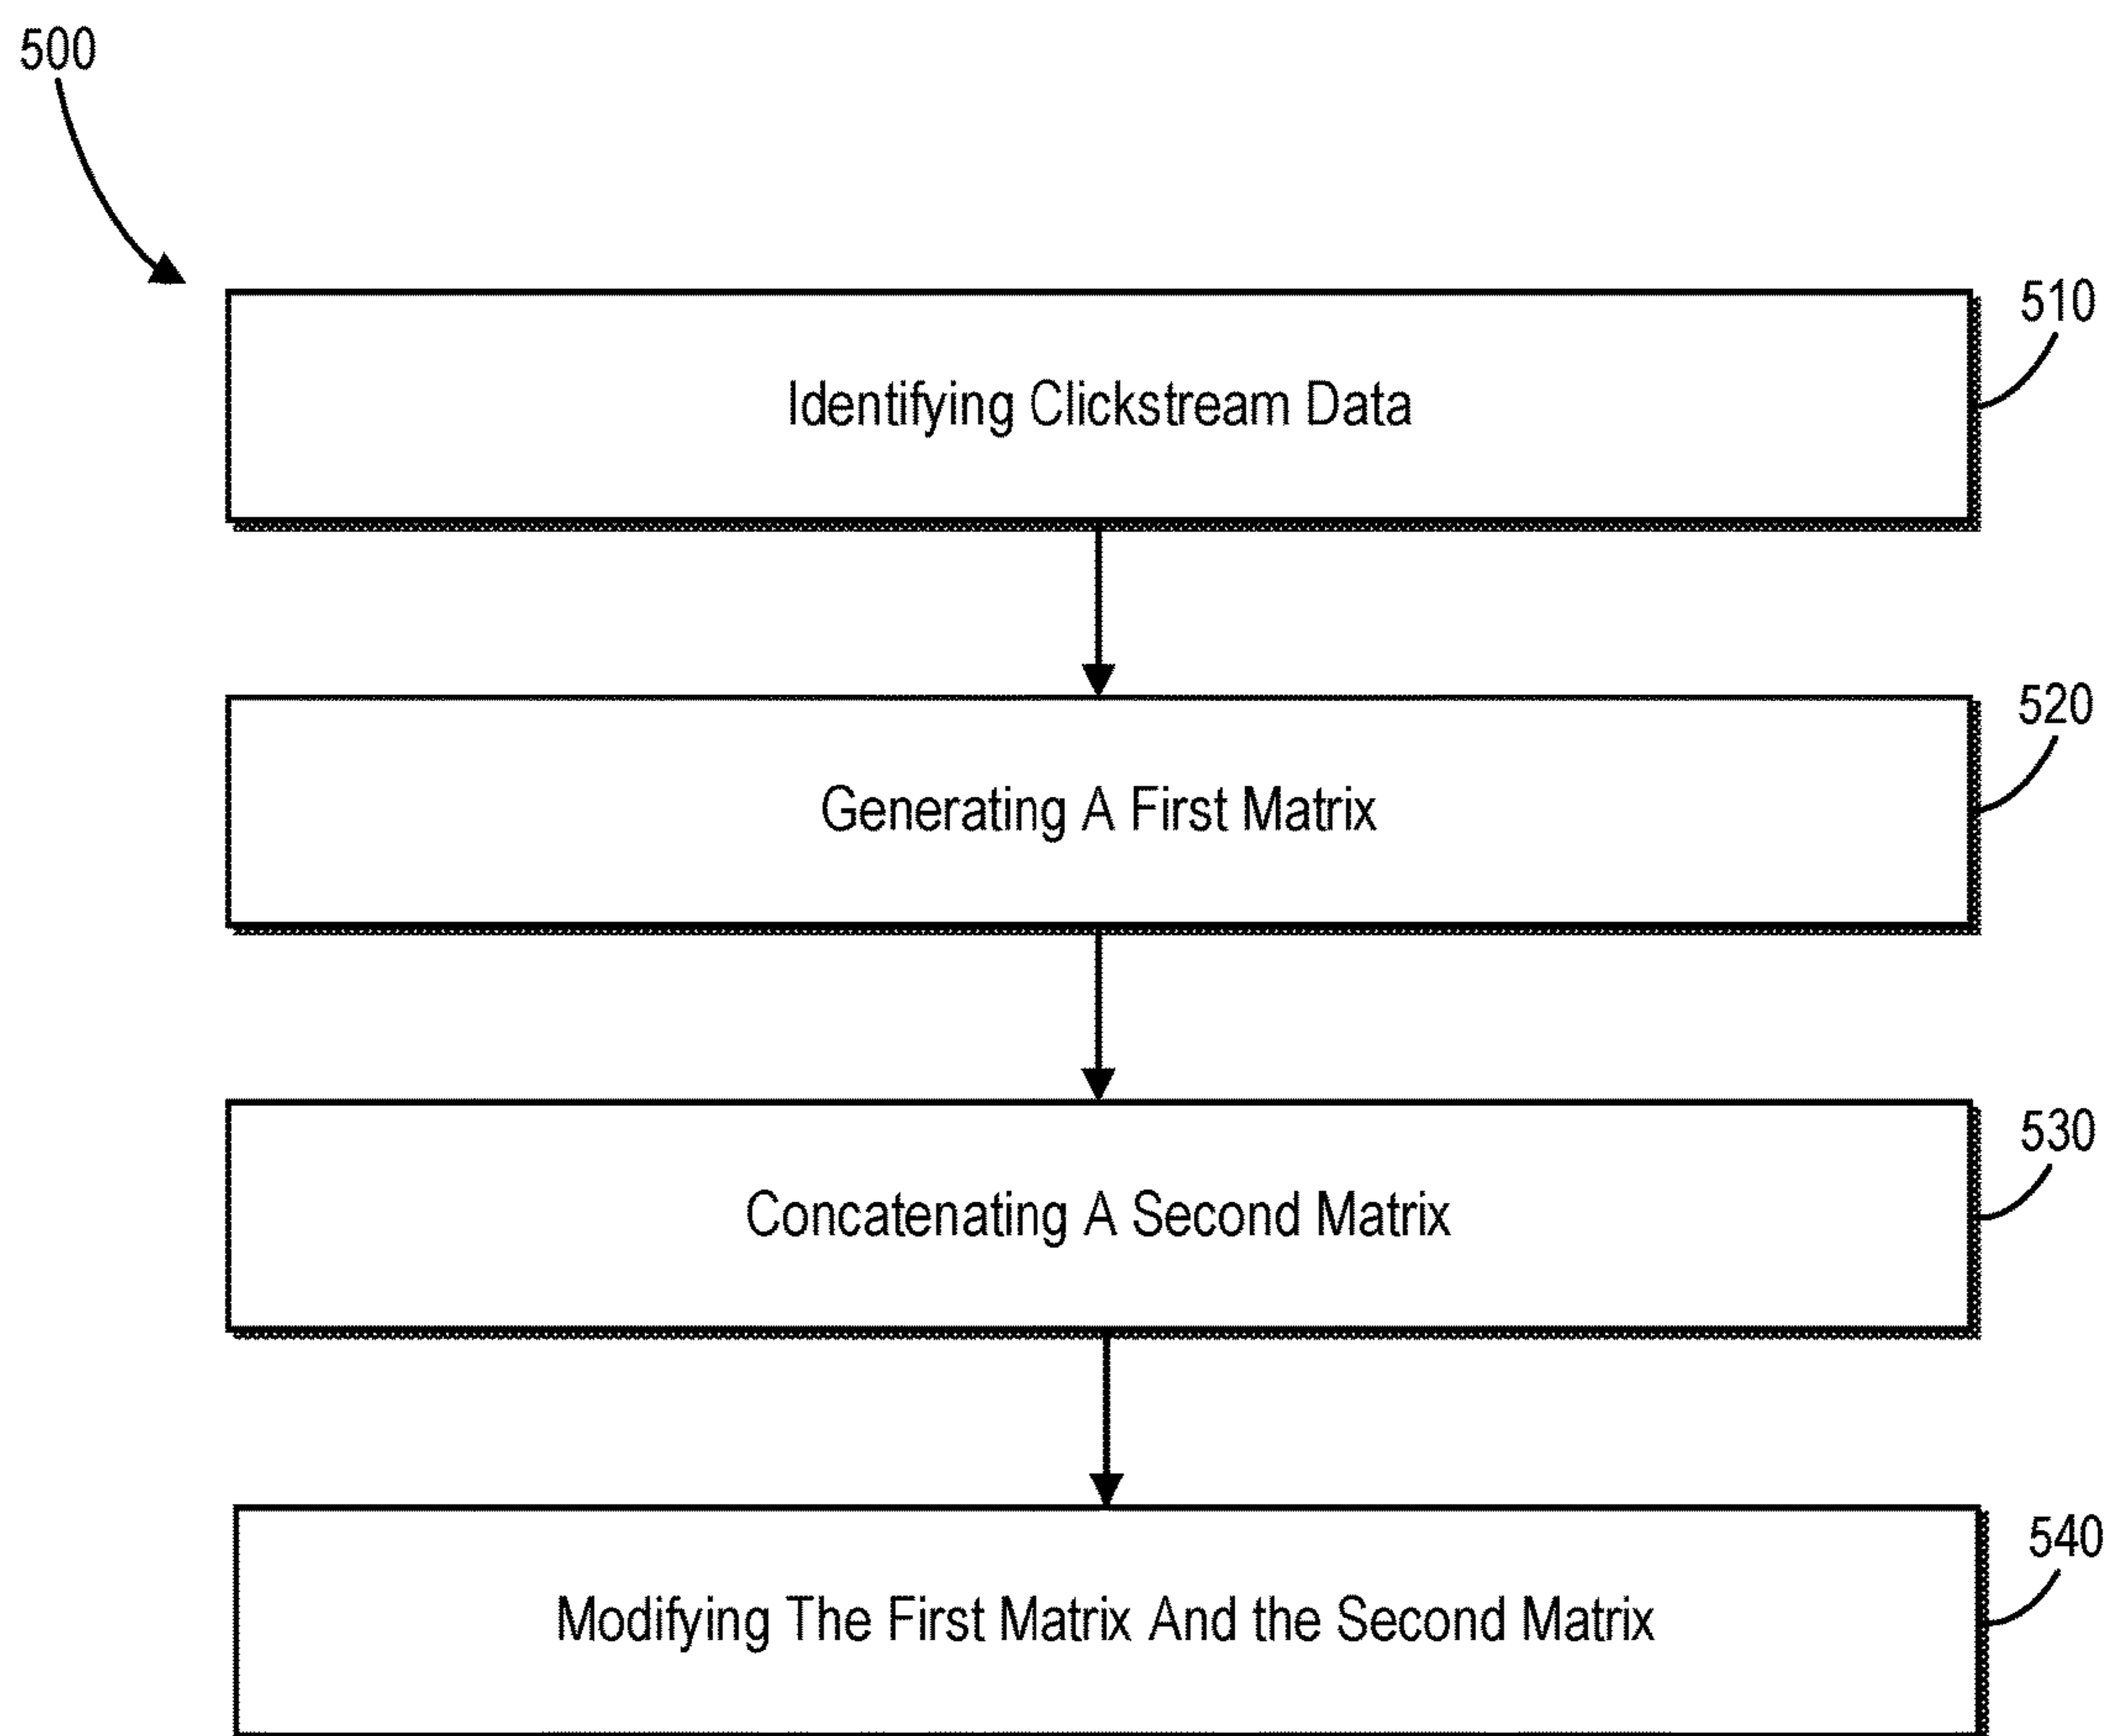 500
510
Identifying Clickstream Data
520
Generating A First Matrix
530
Concatenating A Second Matrix
540
Modifying The First Matrix And the Second Matrix